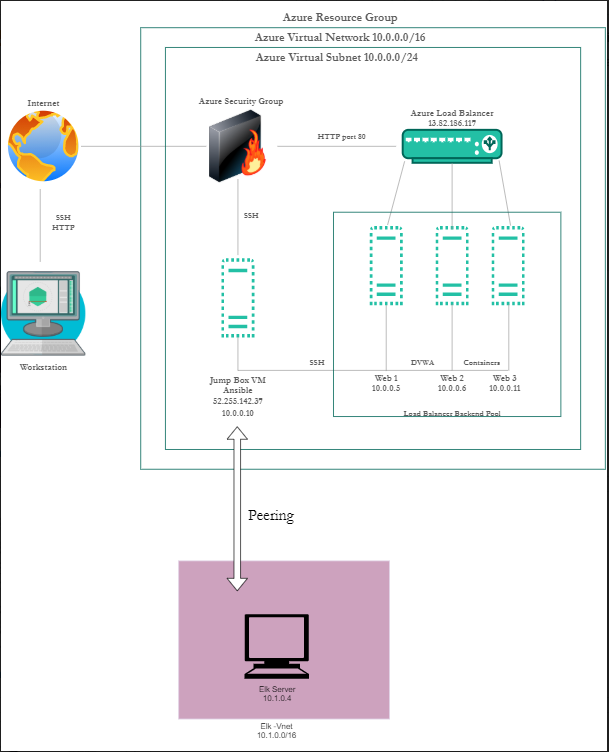 Azure Resource Group
Azure Virtual Network 10.0.0.0/16
Azure Virtual Subnet 10.0.0.0/24
Internet
Azure Security Group
Azure Load Balancer
13.82.186.117
HTTP port 80
SSH
HTTP
SSH
Workstation
SSH
DVWA
Containers
Jump Box VM
Ansible
52.255.142.37
10.0.0.10
Web 1
10.0.0.5
Web 2
10.0.0.6
Web 3
10.0.0.11
Load Balancer Backend Pool
Peering
Elk Server
10.1.0.4
Elk -Vnet
10.1.0.0/16